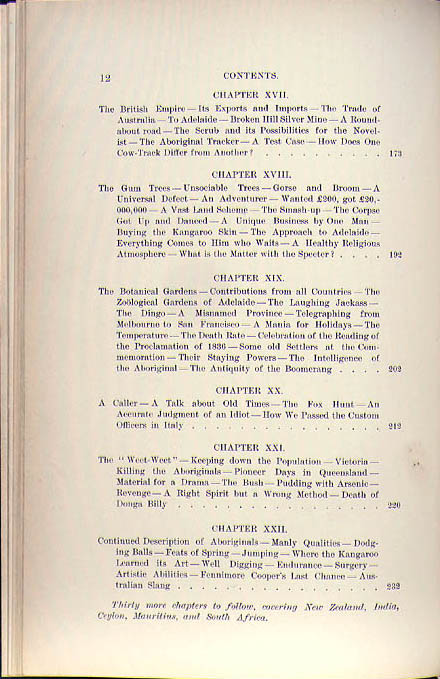 12 CONTENTS.
CHAPTER XVII.
The British Empire — Its Exports and Imports — The Trade of
Australia — To Adelaide — Broken Hill Silver Mine — A Round-
about road — The Scrub and its Possibilities for the Novel-
ist — The Aboriginal Tracker — A Test Case — How Does One
Cow-Track Differ from Another? . . . . . . . . . . 173
CHAPTER XVIII.
The Gum Trees — Unsociable Trees — Gorse and Broom — A
Universal Defect — An Adventurer — Wanted £200, got £20,-
000,000 — A Vast Land Scheme — The Smash-up — The Corpse
Got Up and Danced — A Unique Business by One Man —
Buying the Kangaroo Skin — The Approach to Adelaide —
Everything Comes to Him who Waits — A Healthy Religious
Atmosphere — What is the Matter with the Specter? . . . . 192
CHAPTER XIX.
The Botanical Gardens — Contributions from all Countries — The
Zoölogical Gardens of Adelaide — The Laughing Jackass —
The Dingo — A Misnamed Province — Telegraphing from
Melbourne to San Francisco — A Mania for Holidays — The
Temperature — The Death Rate — Celebration of the Reading of
the Proclamation of 1836 — Some old Settlers at the Com-
memoration — Their Staying Powers — The Intelligence of
the Aboriginal — The Antiquity of the Boomerang . . . . . 202
CHAPTER XX.
A Caller — A Talk about Old Times — The Fox Hunt — An
Accurate Judgment of an Idiot — How We Passed the Custom
Officers in Italy . . . . . . . . . . . . . . . . 212
CHAPTER XXI.
The "Weet-Weet" — Keeping down the Population — Victoria —
Killing the Aboriginals — Pioneer Days in Queensland —
Material for a Drama — The Bush — Pudding with Arsenic —
Revenge — A Right Spirit but a Wrong Method — Death of
Donga Billy . . . . . . . . . . . . . . . . . . 220
CHAPTER XXII.
Continued Description of Aboriginals — Manly Qualities — Dodg-
ing Balls — Feats of Spring — Jumping — Where the Kangaroo
Learned its Art — Well Digging — Endurance — Surgery —
Artistic Abilities — Fennimore Cooper's Last Chance — Aus-
tralian Slang . . . . . . . . . . . . . . . . . 232
Thirty more chapters to follow, covering New Zealand, India,
Ceylon, Mauritius, and South Africa.